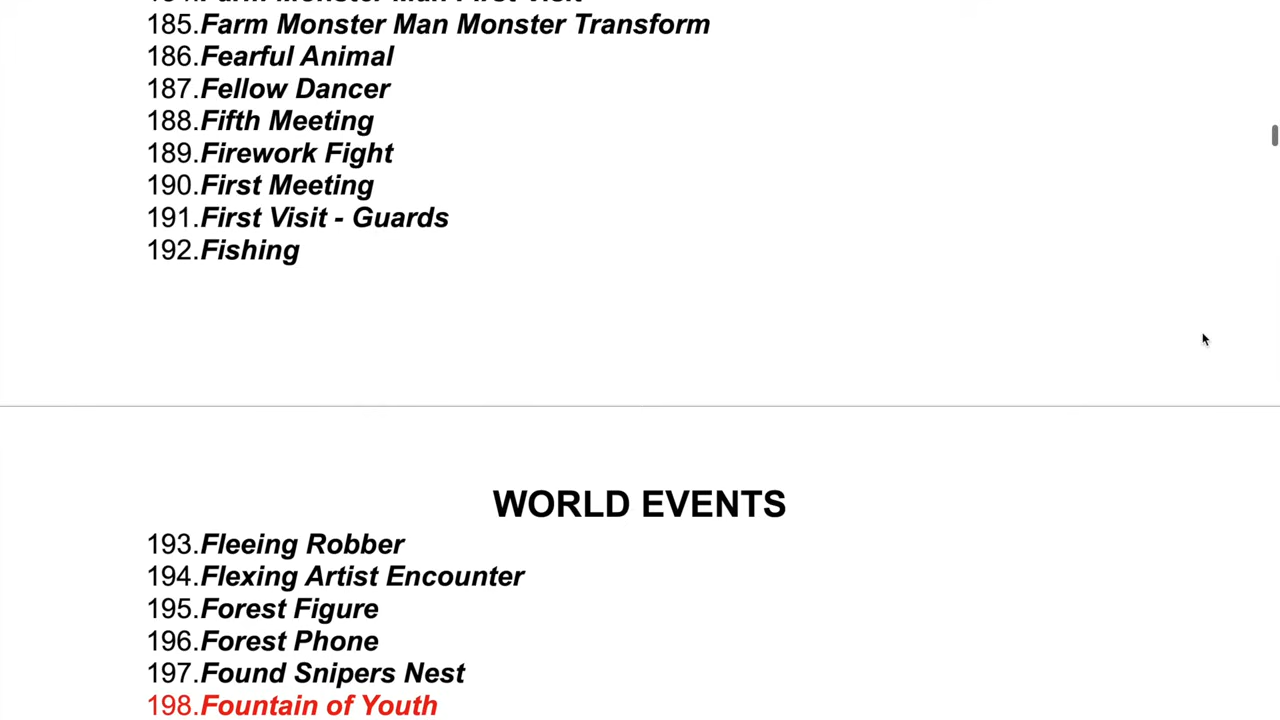 185.Farm Monster Man Monster Transform
186.Fearful Animal
187.Fellow Dancer
188.Fifth Meeting
189.Firework Fight
190.First Meeting
191.First Visit - Guards
192.Fishing
WORLD EVENTS
193.Fleeing Robber
194.Flexing Artist Encounter
195.Forest Figure
196.Forest Phone
197.Found Snipers Nest
198.Fountain of Youth